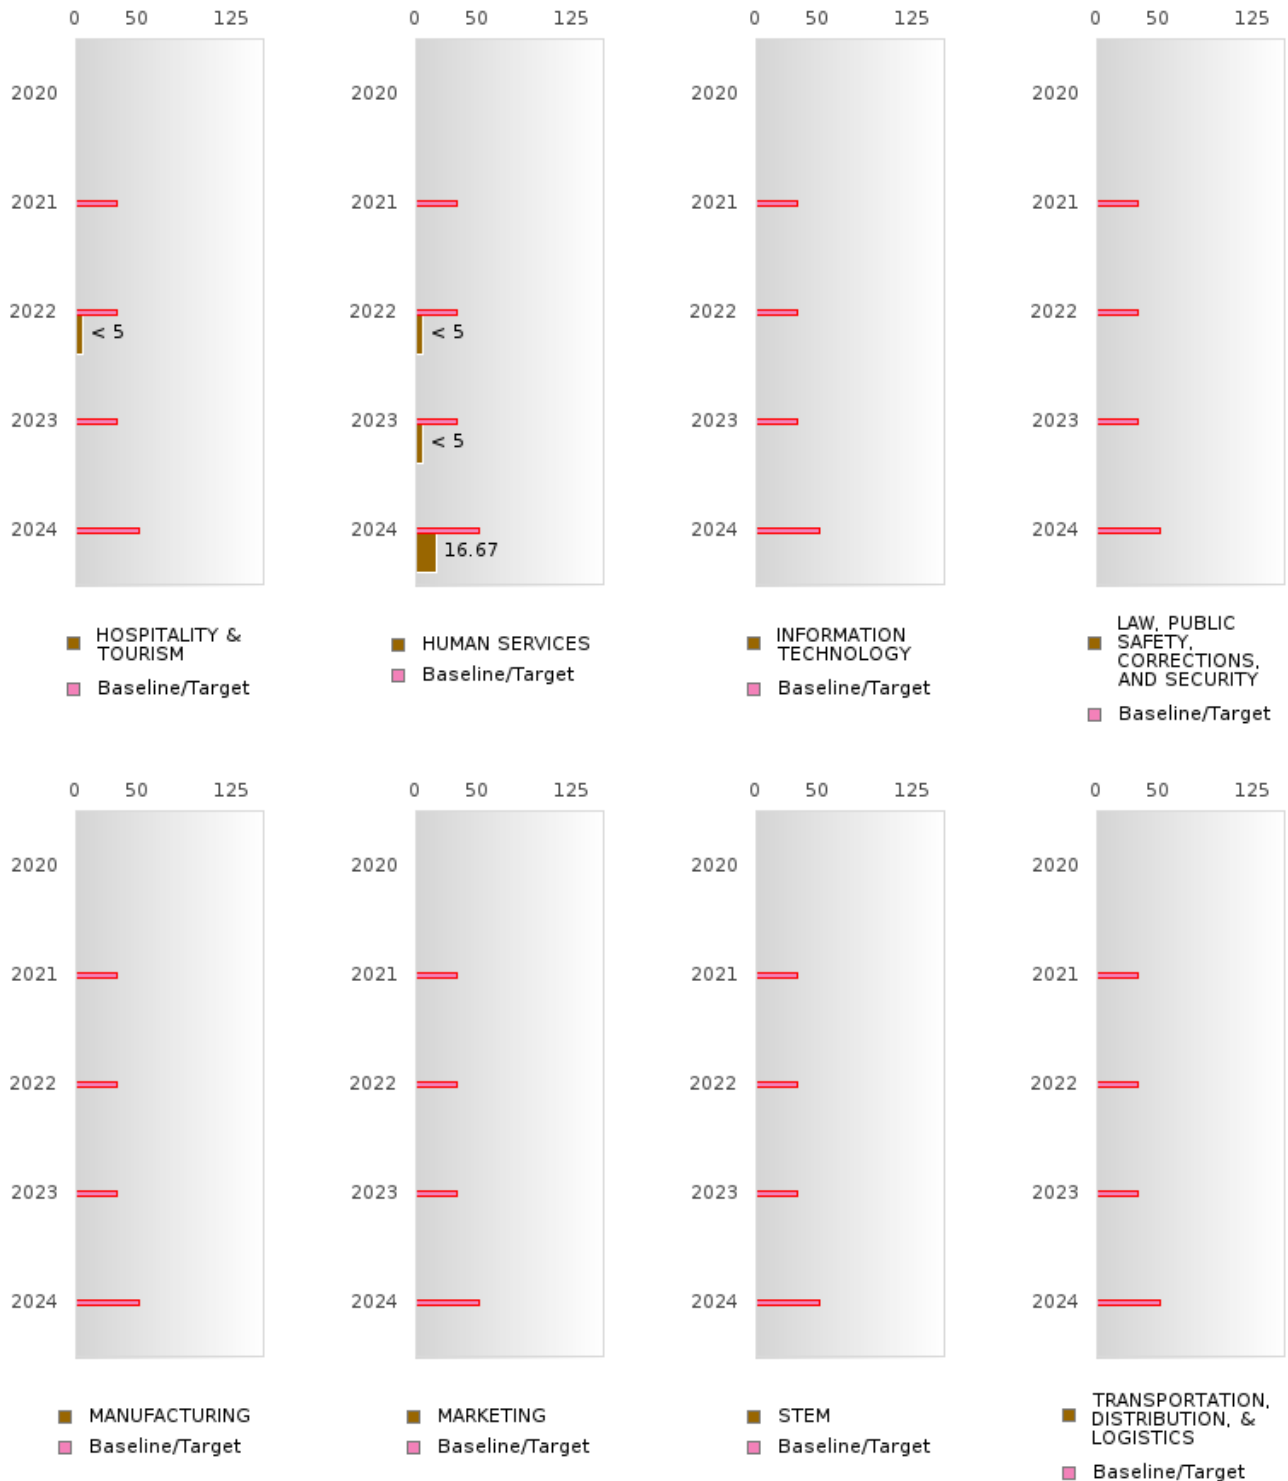 0 50 125
2020
2021
2022
< 5
2023
2024
HOSPITALITY &
TOURISM
Baseline/Target
0 50 125
2020
2021
2022
< 5
2023
< 5
2024
16.67
HUMAN SERVICES
Baseline/Target
0 50 125
2020
2021
2022
2023
2024
INFORMATION
TECHNOLOGY
Baseline/Target
0 50 125
2020
2021
2022
2023
2024
LAW, PUBLIC
SAFETY,
CORRECTIONS,
AND SECURITY
Baseline/Target
0 50 125
2020
2021
2022
2023
2024
MANUFACTURING
Baseline/Target
0 50 125
2020
2021
2022
2023
2024
MARKETING
Baseline/Target
0 50 125
2020
2021
2022
2023
2024
STEM
Baseline/Target
0 50 125
2020
2021
2022
2023
2024
TRANSPORTATION,
DISTRIBUTION, &
LOGISTICS
Baseline/Target